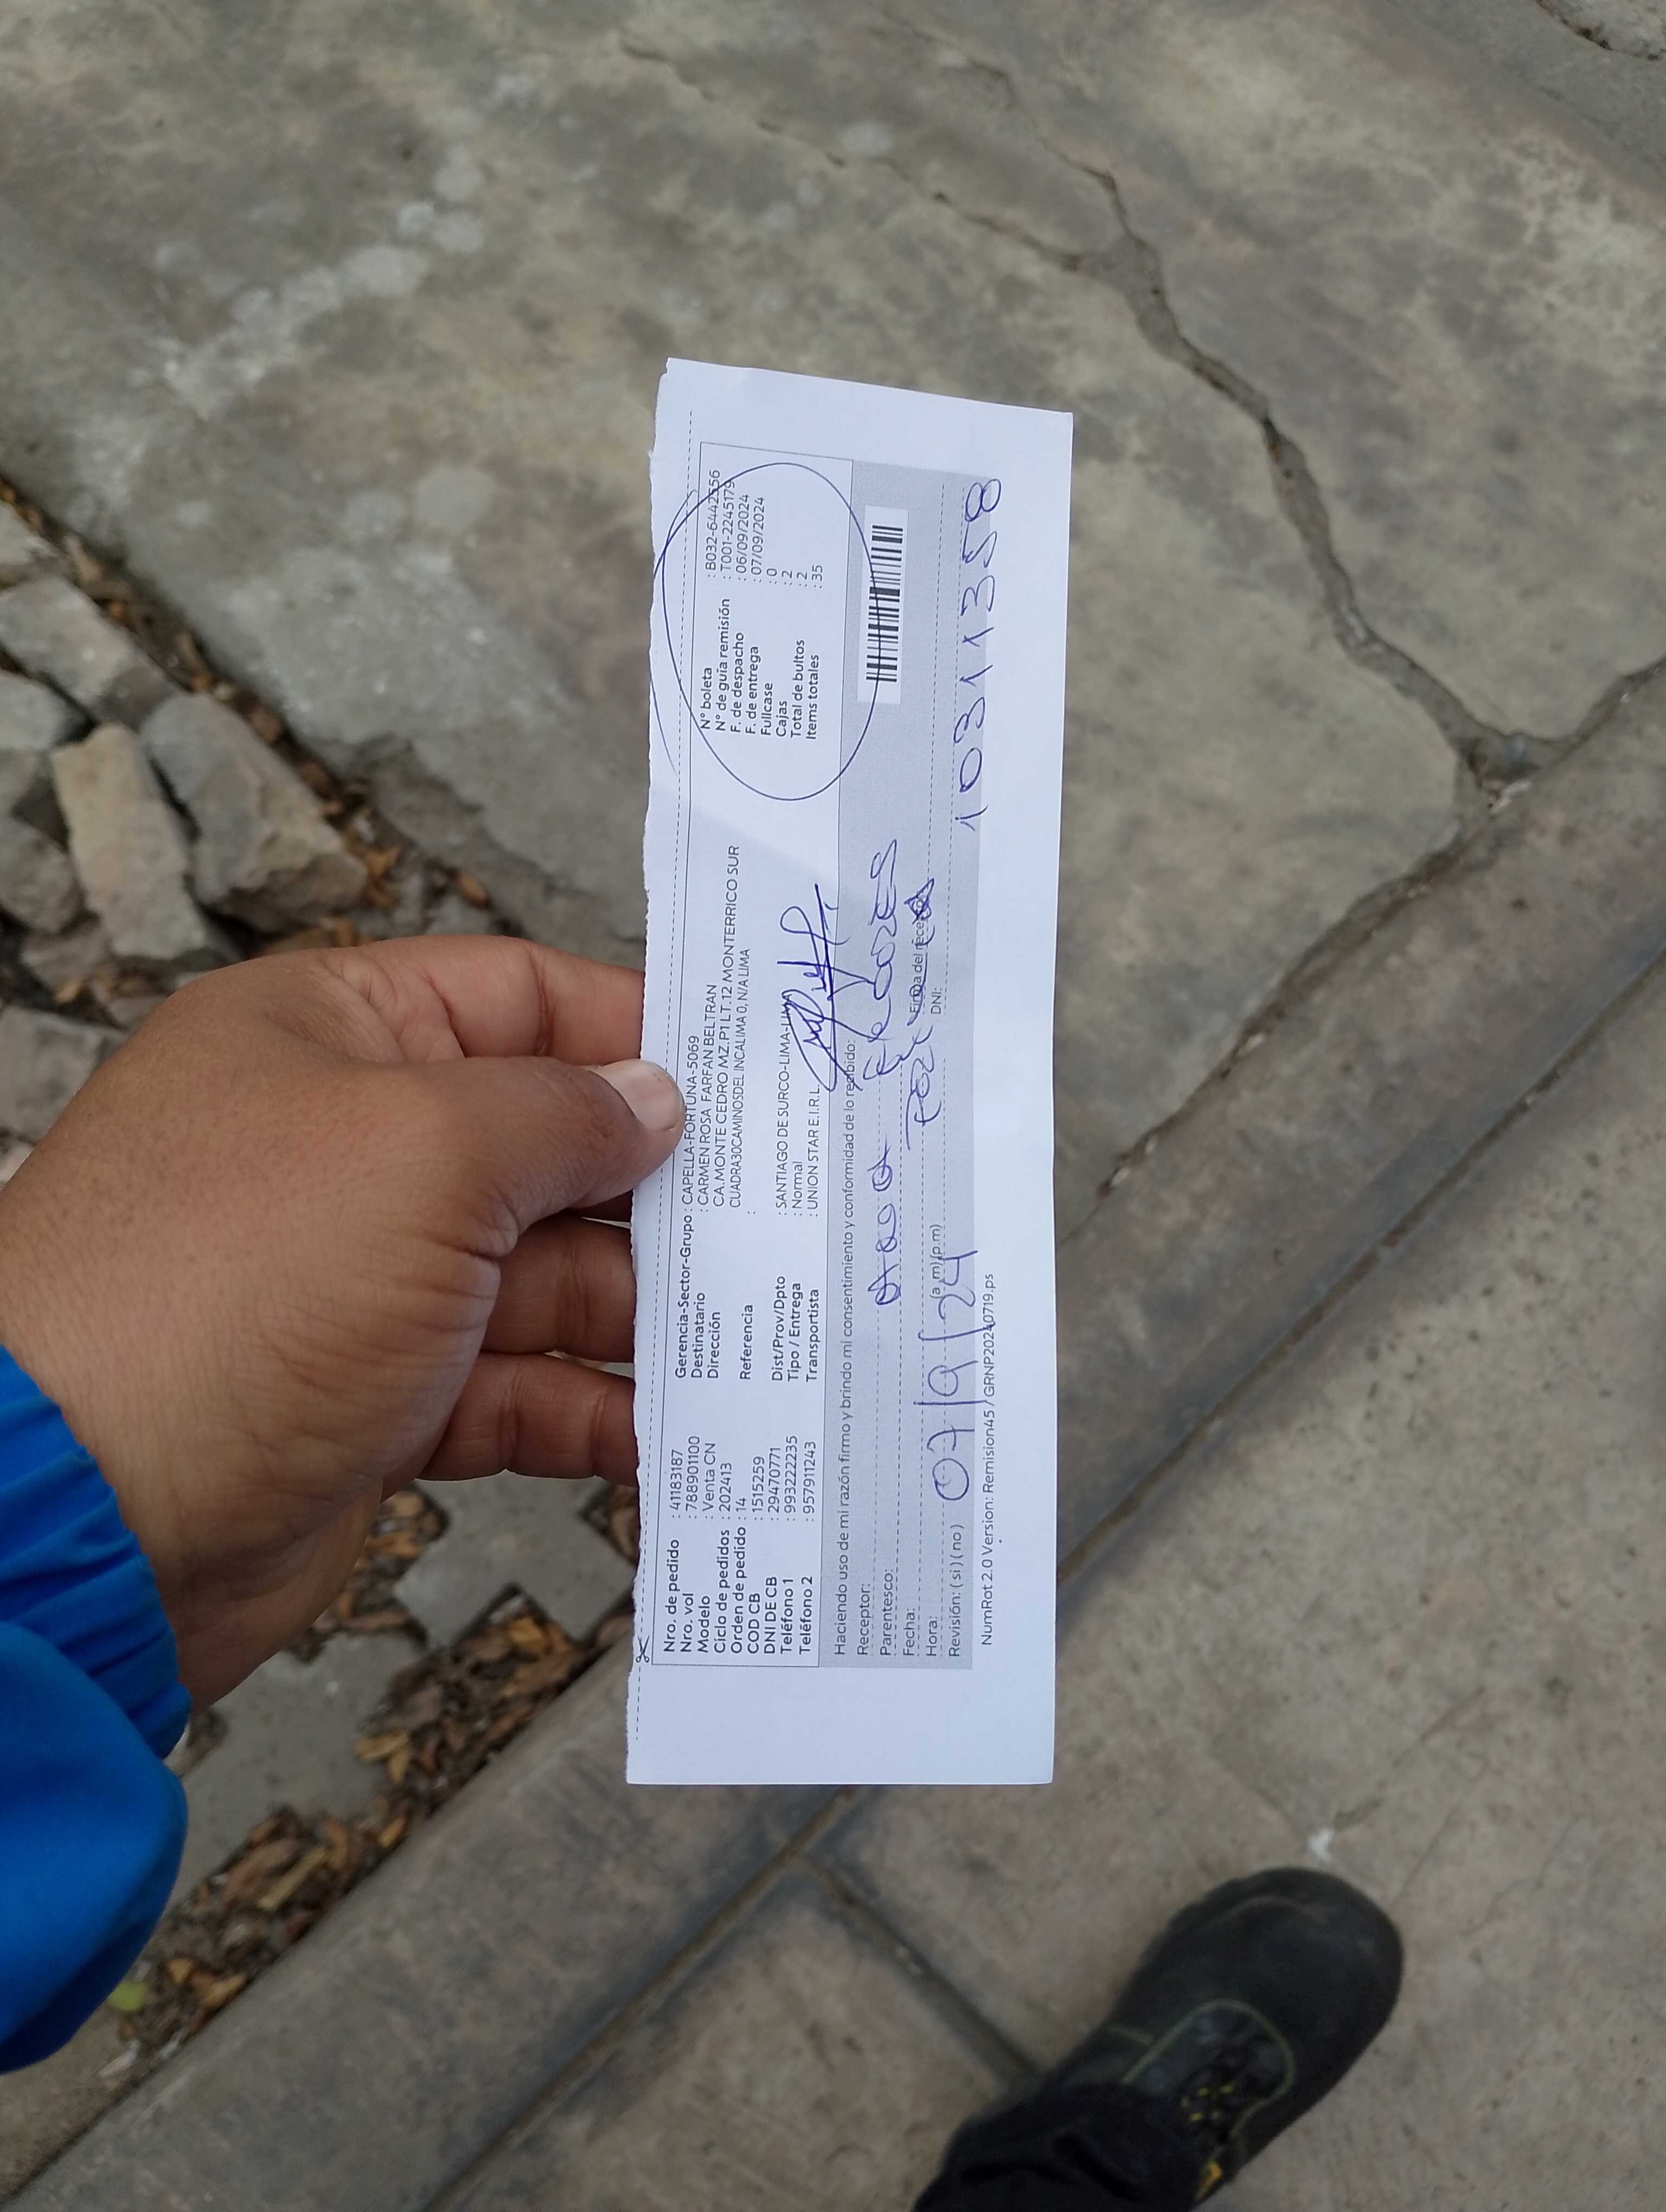 Nro. de pedido : 41183187
Nro. vol : 788901100
Modelo : Venta CN
Ciclo de pedidos : 202413
Orden de pedido : 14
COD CB : 1515259
DNI DE CB : 29470771
Teléfono 1 : 993222235
Teléfono 2 : 957911243
Gerencia-Sector-Grupo : CAPELLA-FORTUNA-5069
Destinatario : CARMEN ROSA FARFAN BELTRAN
Dirección CA.MONTE CEDRO MZ.P1 LT.12 MONTERRICO SUR
CUADRA30CAMINOSDELINCALIMA 0, N/A LIMA
Referencia :
Dist/Prov/Dpto : SANTIAGO DE SURCO-LIMA-LIMA
Tipo / Entrega : Normal
Transportista : UNION STAR E.I.R.L.
N° boleta : B032-6442556
N° de guía remisión : T001-2245179
F. de despacho : 06/09/2024
F. de entrega : 07/09/2024
Fullcase : 0
Cajas : 2
Total de bultos : 2
Items totales : 35
Haciendo uso de mi razón firmo y brindo mi consentimiento y conformidad de lo recibido:
Receptor:
Parentesco:
Fecha: 07/9/24
Hora: (a.m)(p.m)
Revisión: (si)(no)
Firma del receptor
DNI: 10311358
NumRot 2.0 Version: Remision45 / GRNP20240719.ps